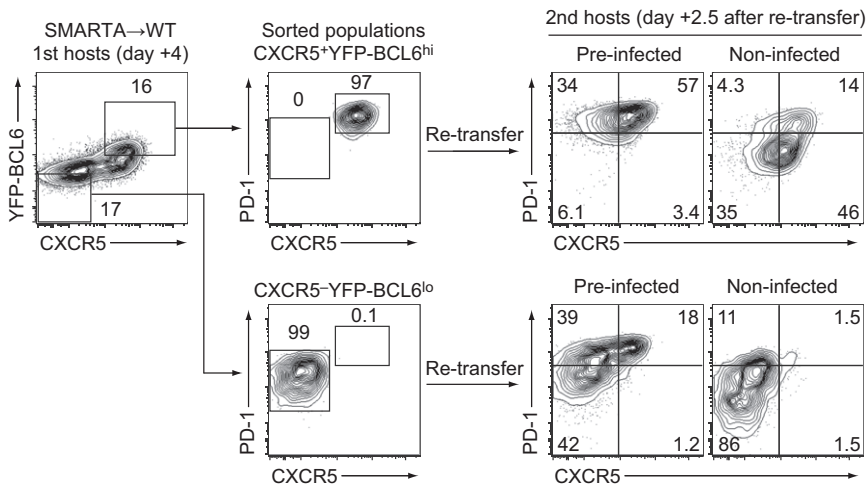 SMARTA→WT
1st hosts (day +4)
16
17
YFP-BCL6
CXCR5
Sorted populations
CXCR5+YFP-BCL6hi
97
0
PD-1
CXCR5
Re-transfer
2nd hosts (day +2.5 after re-transfer)
Pre-infected
34
57
6.1
3.4
PD-1
Non-infected
4.3
14
35
46
PD-1
CXCR5
CXCR5–YFP-BCL6lo
99
0.1
PD-1
CXCR5
Re-transfer
Pre-infected
39
18
42
1.2
PD-1
Non-infected
11
1.5
86
1.5
CXCR5